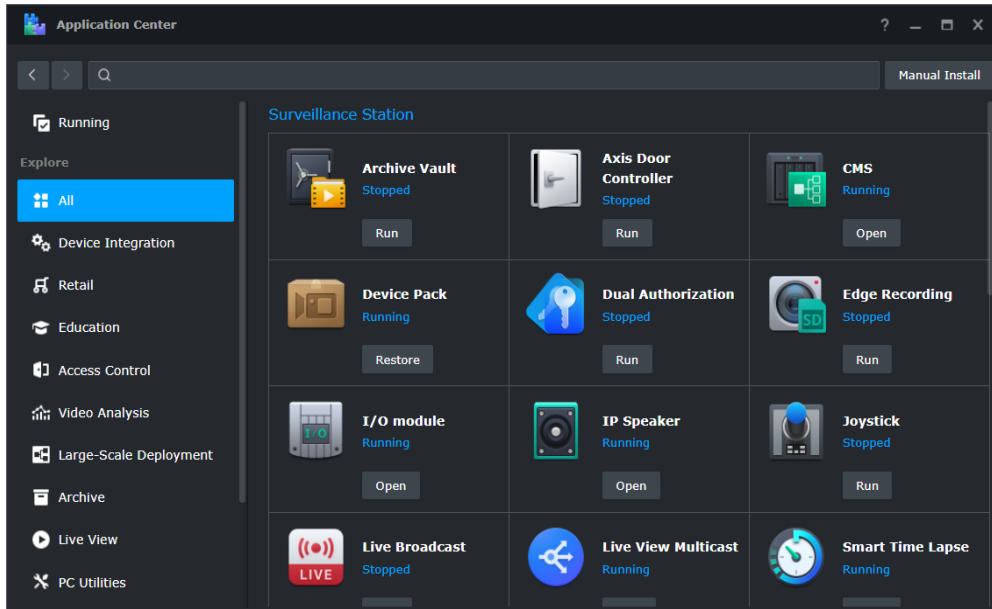 Application Center
?
Manual Install
Running
Explore
All
Device Integration
Retail
Education
Access Control
Video Analysis
Large-Scale Deployment
Archive
Live View
PC Utilities
Surveillance Station
Archive Vault
Stopped
Run
Axis Door
Controller
Stopped
Run
CMS
Running
Open
Device Pack
Running
Restore
Dual Authorization
Stopped
Run
SD
Edge Recording
Stopped
Run
I/O
I/O module
Running
Open
IP Speaker
Running
Open
Joystick
Stopped
Run
LIVE
Live Broadcast
Stopped
Live View Multicast
Running
Smart Time Lapse
Running